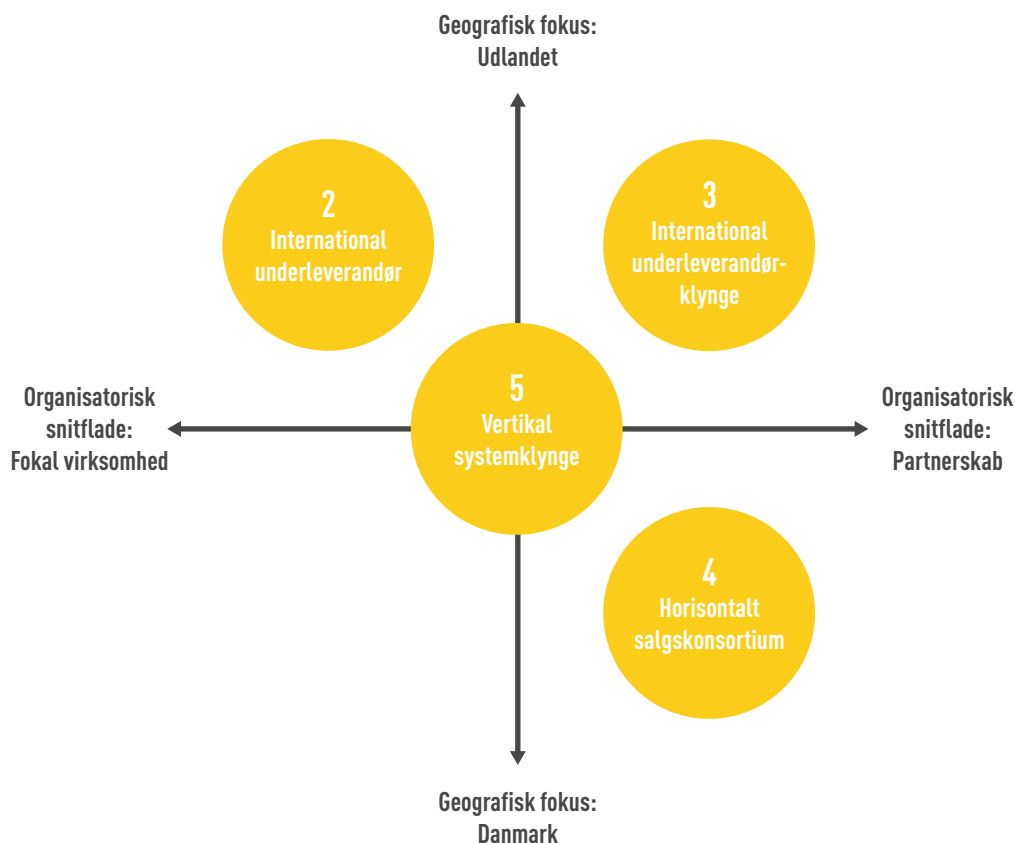 Geografisk fokus:
Udlandet
2
International
underleverandør
3
International
underleverandør-
klynge
Organisatorisk
snitflade:
Fokal virksomhed
5
Vertikal
systemklynge
Organisatorisk
snitflade:
Partnerskab
4
Horisontalt
salgskonsortium
Geografisk fokus:
Danmark